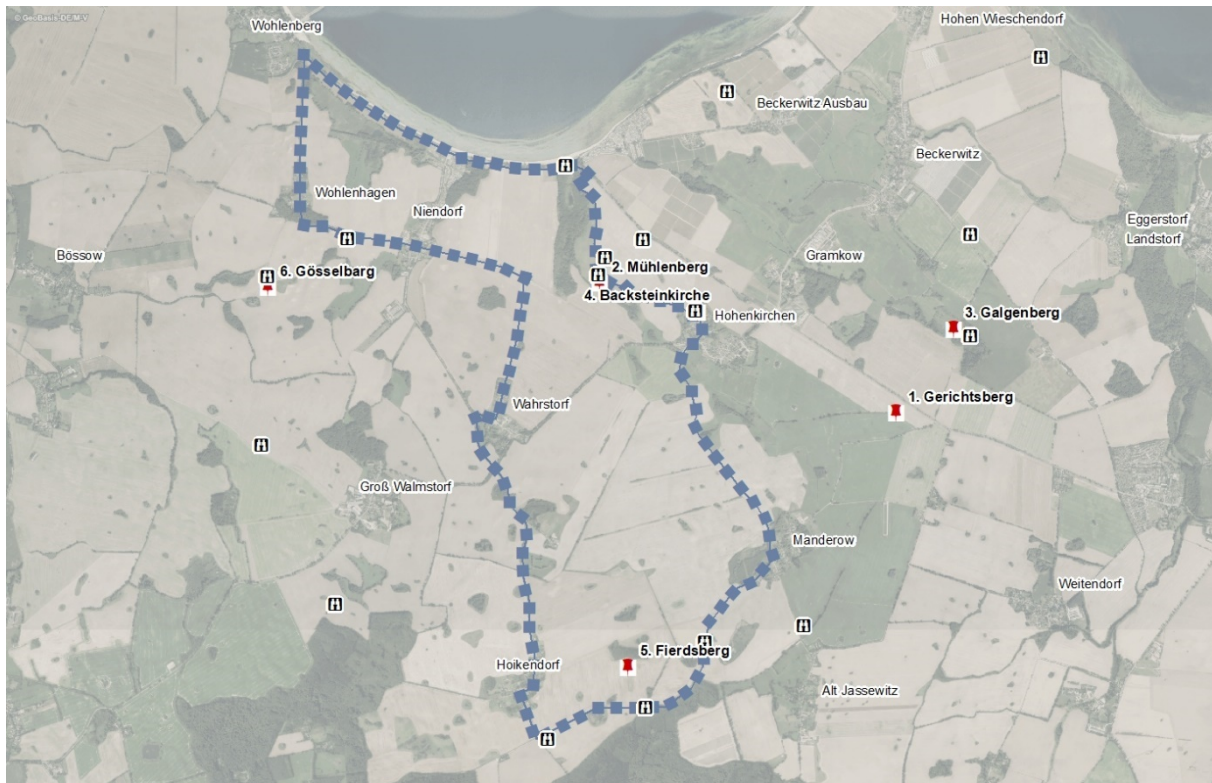 © GeoBasis-DE/M-V
Wohlenberg
Hohen Wieschendorf
Beckerwitz Ausbau
Beckerwitz
Wohlenhagen
Niendorf
Eggerstorf
Landstorf
Bössow
Gramkow
6. Gösselbarg
2. Mühlenberg
4. Backsteinkirche
Hohenkirchen
3. Galgenberg
1. Gerichtsberg
Wahrstorf
Groß Walmstorf
Manderow
Weitendorf
5. Fierdsberg
Hoikendorf
Alt Jassewitz